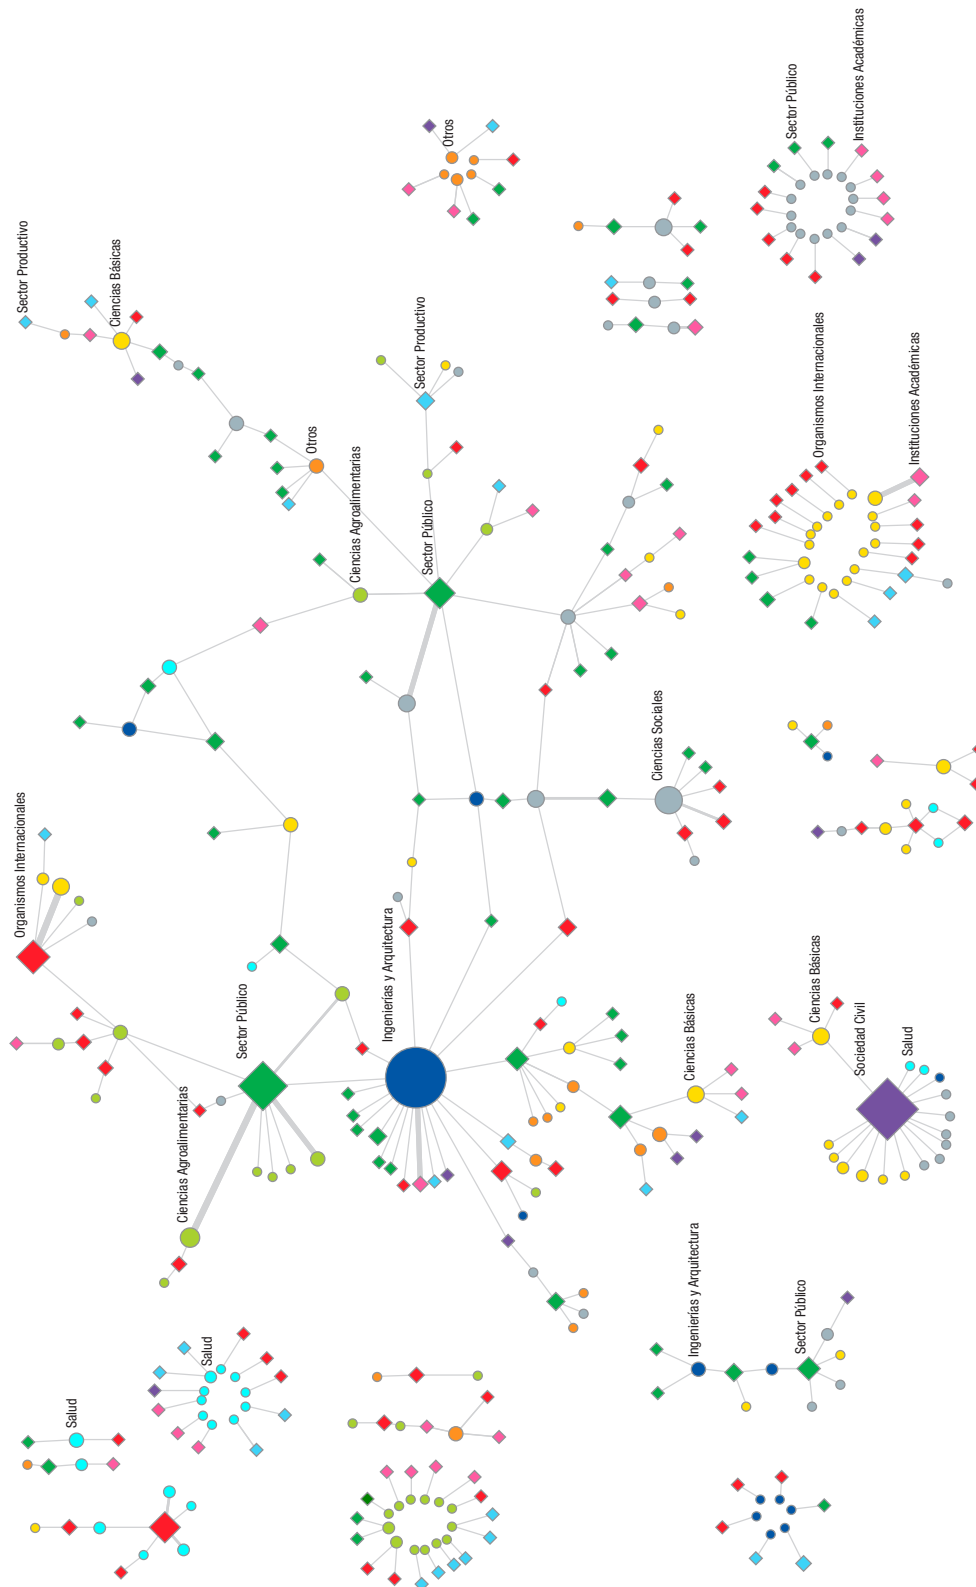 Sector Productivo
Ciencias Básicas
Otros
Ciencias Agroalimentarias
Sector Público
Sector Productivo
Otros
Sector Público
Instituciones Académicas
Organismos Internacionales
Instituciones Académicas
Ciencias Sociales
Organismos Internacionales
Sector Público
Ingenierías y Arquitectura
Ciencias Agroalimentarias
Ciencias Básicas
Ciencias Básicas
Sociedad Civil
Salud
Ingenierías y Arquitectura
Sector Público
Salud
Salud